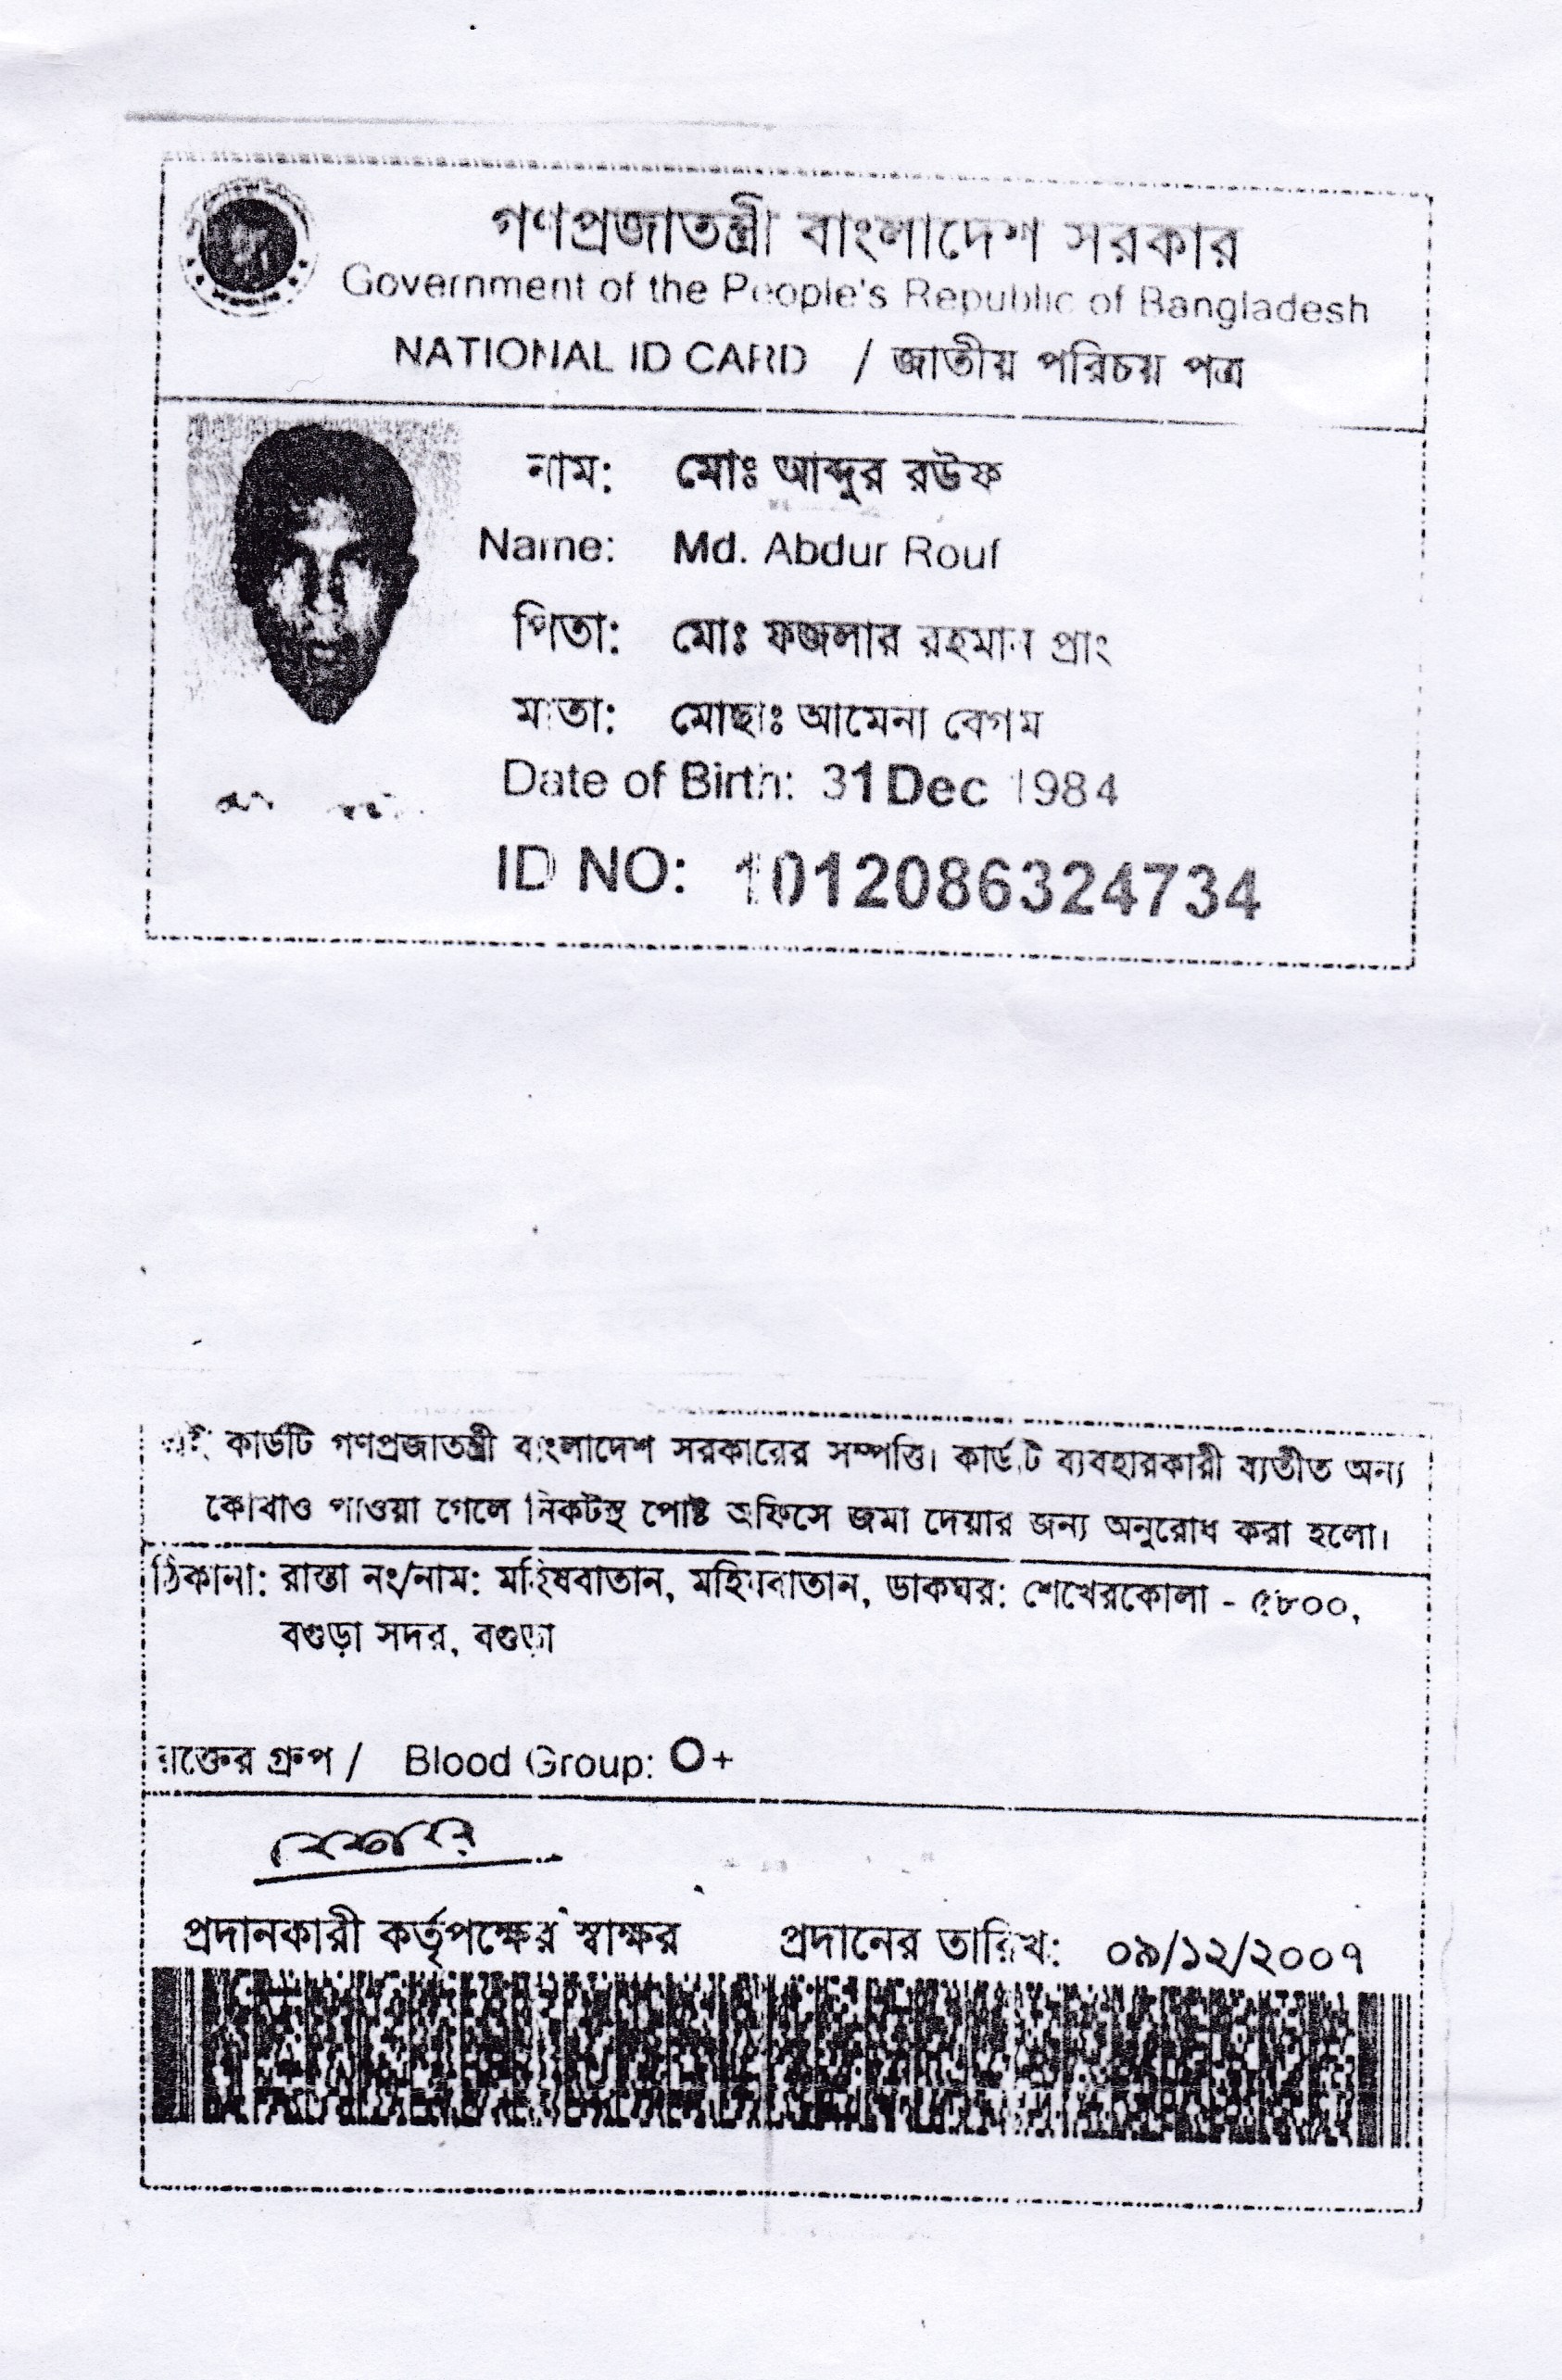 গণপ্রজাতন্ত্রী বাংলাদেশ সরকার
Government of the People's Republic of Bangladesh
NATIONAL ID CARD / জাতীয় পরিচয় পত্র
নাম: মোঃ আব্দুর রউফ
Name: Md. Abdur Rouf
পিতা: মোঃ ফজলার রহমান প্রাং
মাতা: মোছাঃ আমেনা বেগম
Date of Birth: 31 Dec 1984
ID NO: 1012086324734
এই কার্ডটি গণপ্রজাতন্ত্রী বাংলাদেশ সরকারের সম্পত্তি। কার্ডটি ব্যবহারকারী ব্যতীত অন্য
কোথাও পাওয়া গেলে নিকটস্থ পোষ্ট অফিসে জমা দেয়ার জন্য অনুরোধ করা হলো।
ঠিকানা: রাস্তা নং/নাম: মহিষবাতান, মহিষবাতান, ডাকঘর: শেখেরকোলা - ৫৮০০,
বগুড়া সদর, বগুড়া
রক্তের গ্রুপ / Blood Group: O+
প্রদানকারী কর্তৃপক্ষের স্বাক্ষর প্রদানের তারিখ: ০৯/১২/২০০৭